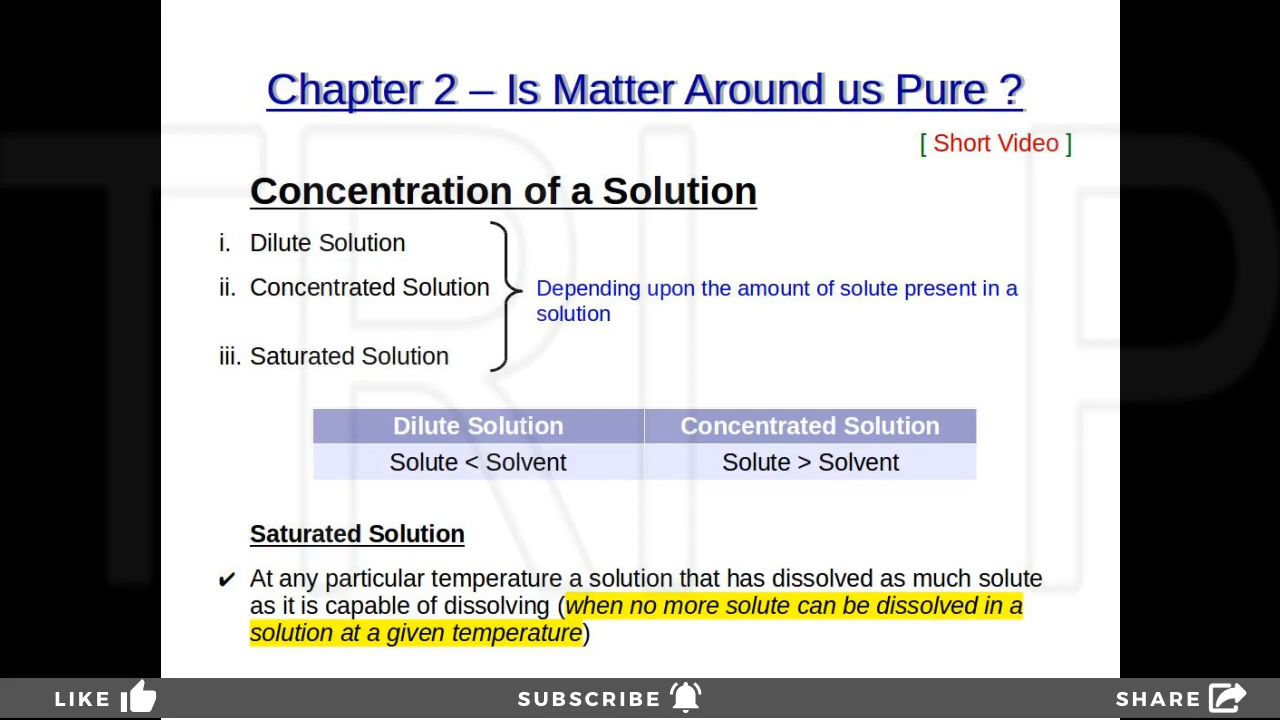 Chapter 2 – Is Matter Around us Pure ?
[ Short Video ]
Concentration of a Solution
i. Dilute Solution
ii. Concentrated Solution
iii. Saturated Solution
Depending upon the amount of solute present in a
solution
Dilute Solution Concentrated Solution
Solute < Solvent Solute > Solvent
Saturated Solution
✔ At any particular temperature a solution that has dissolved as much solute
as it is capable of dissolving (when no more solute can be dissolved in a
solution at a given temperature)
LIKE SUBSCRIBE SHARE
TRI P